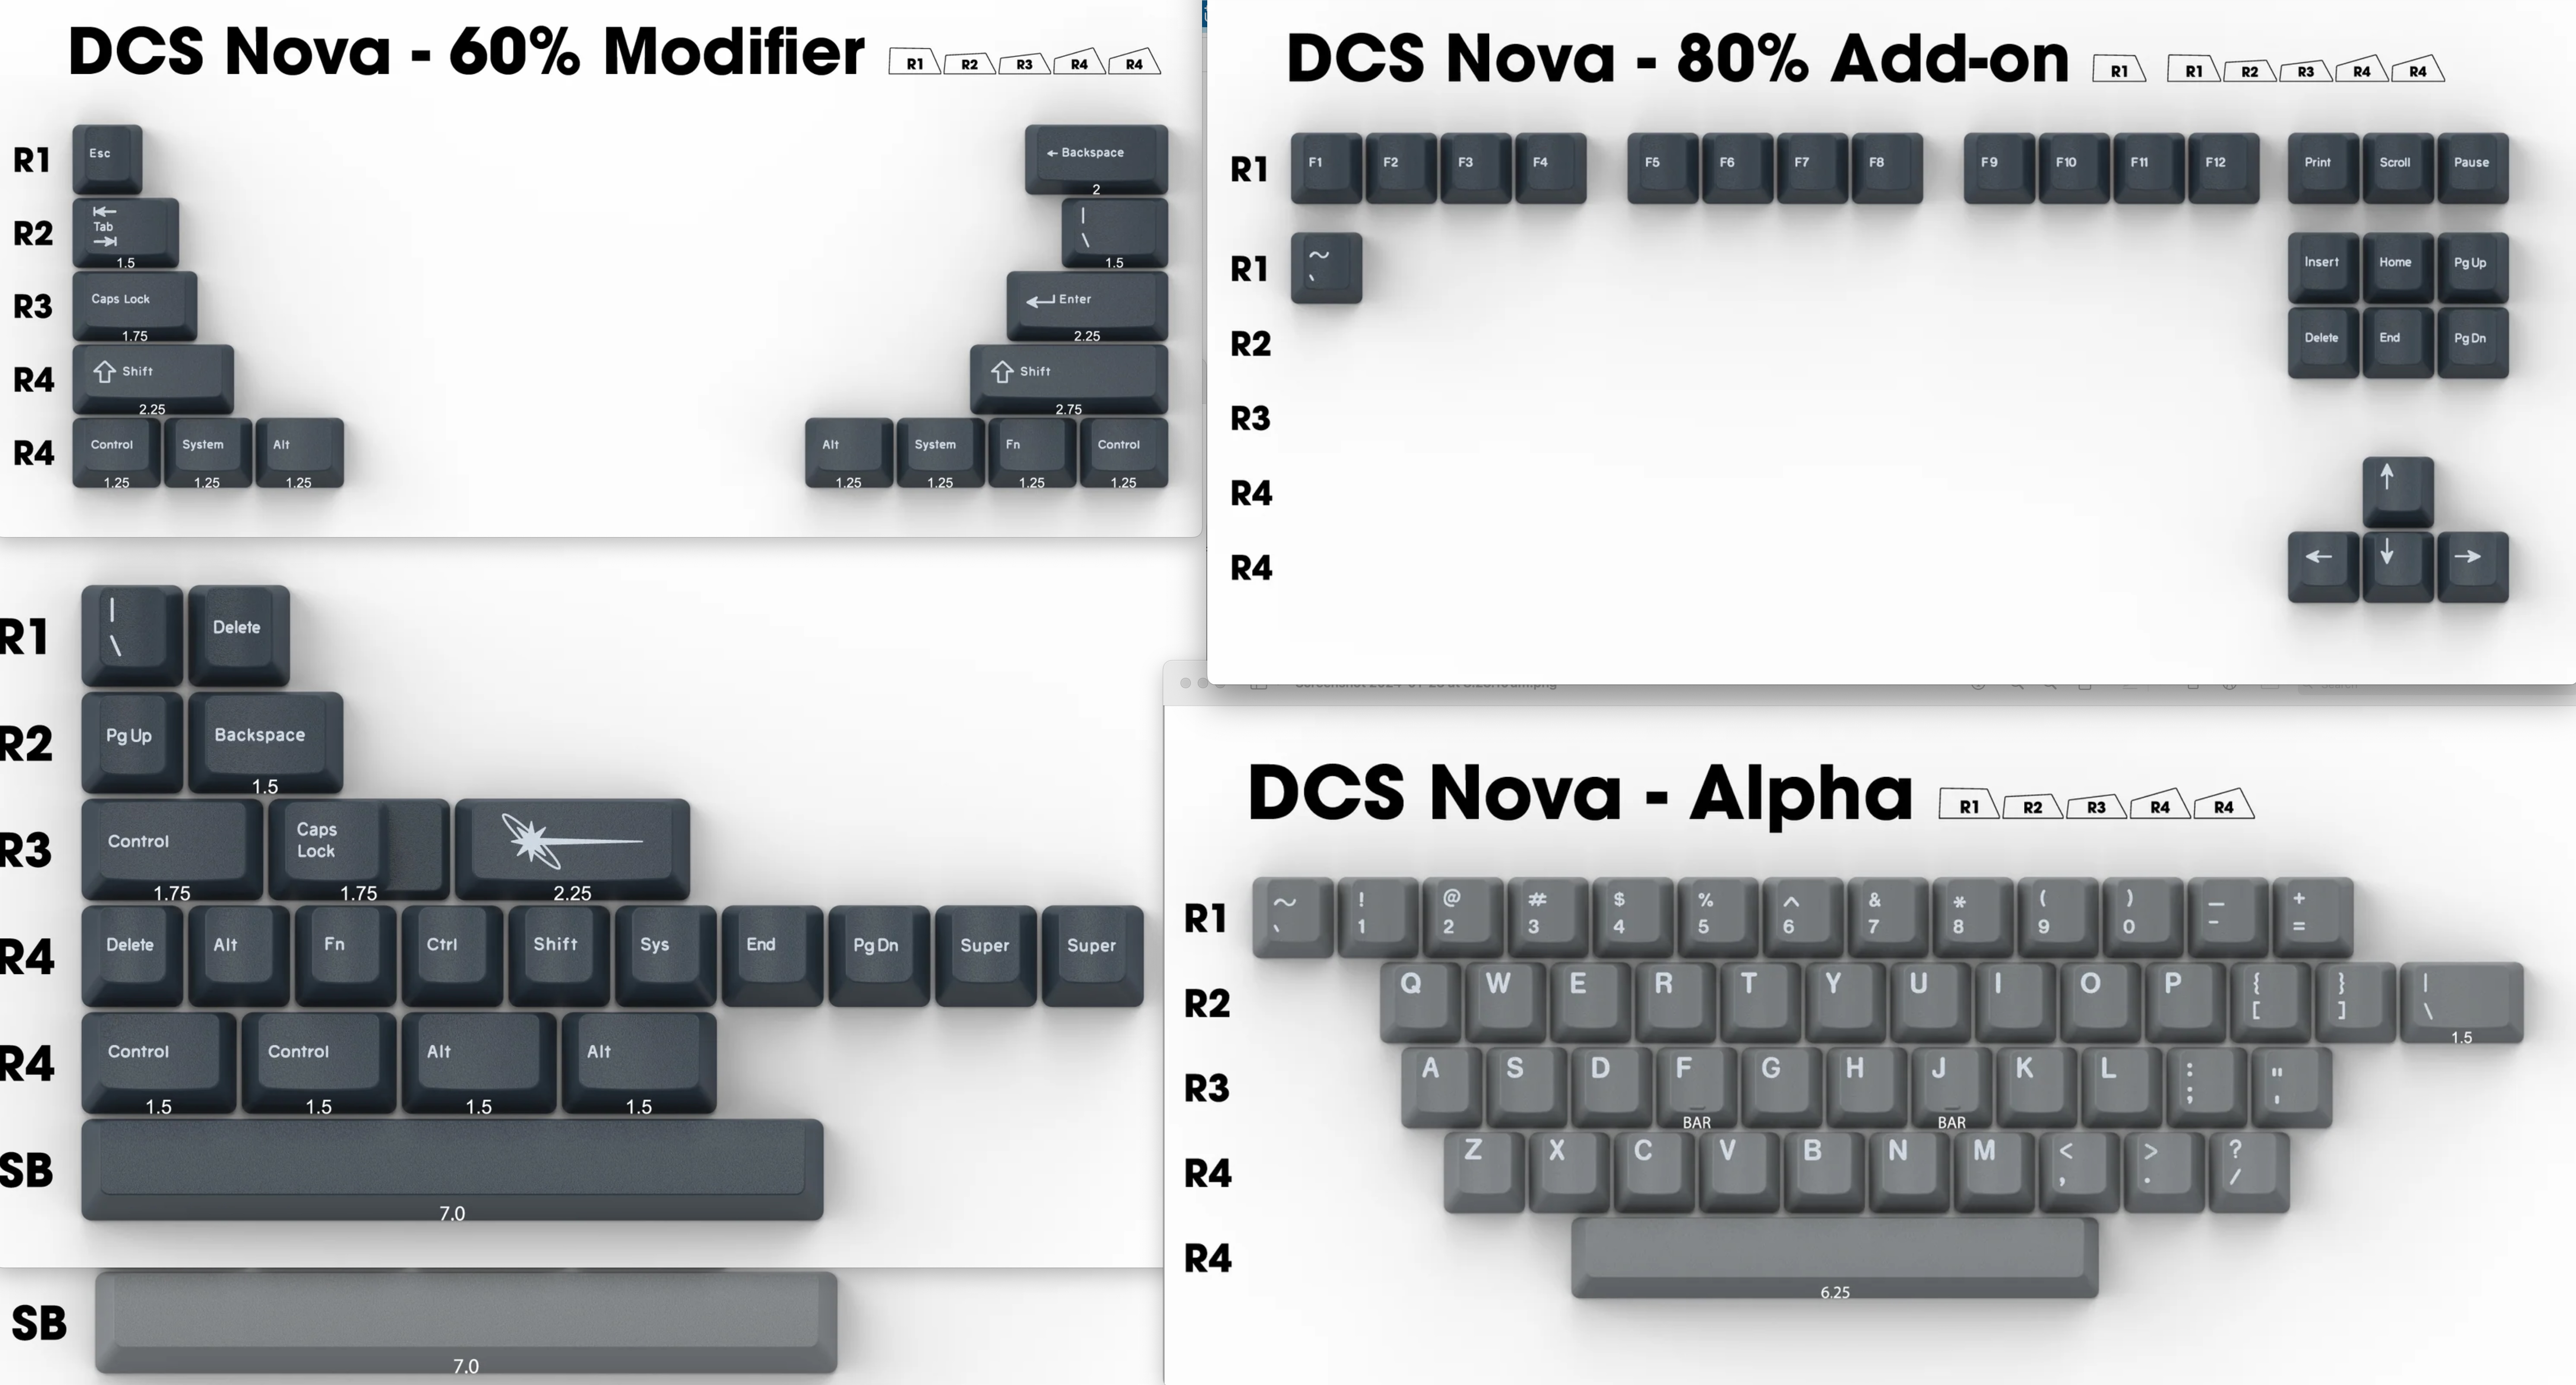 DCS Nova - 60% Modifier R1 R2 R3 R4 R4
R1 Esc ← Backspace 2
R2 Tab 1.5 | \ 1.5
R3 Caps Lock 1.75 Enter 2.25
R4 Shift 2.25 Shift 2.75
R4 Control 1.25 System 1.25 Alt 1.25 Alt 1.25 System 1.25 Fn 1.25 Control 1.25
DCS Nova - 80% Add-on R1 R1 R2 R3 R4 R4
R1 F1 F2 F3 F4 F5 F6 F7 F8 F9 F10 F11 F12 Print Scroll Pause
R1 ~ ` Insert Home Pg Up
R2 Delete End Pg Dn
R3
R4 ↑
R4 ← ↓ →
R1 | \ Delete
R2 Pg Up Backspace 1.5
R3 Control 1.75 Caps Lock 1.75 2.25
R4 Delete Alt Fn Ctrl Shift Sys End Pg Dn Super Super
R4 Control 1.5 Control 1.5 Alt 1.5 Alt 1.5
SB 7.0
SB 7.0
DCS Nova - Alpha R1 R2 R3 R4 R4
R1 ~ ` ! 1 @ 2 # 3 $ 4 % 5 ^ 6 & 7 * 8 ( 9 ) 0 _ - + =
R2 Q W E R T Y U I O P { [ } ] | \ 1.5
R3 A S D F BAR G H J BAR K L : ; " '
R4 Z X C V B N M < , > . ? /
R4 6.25